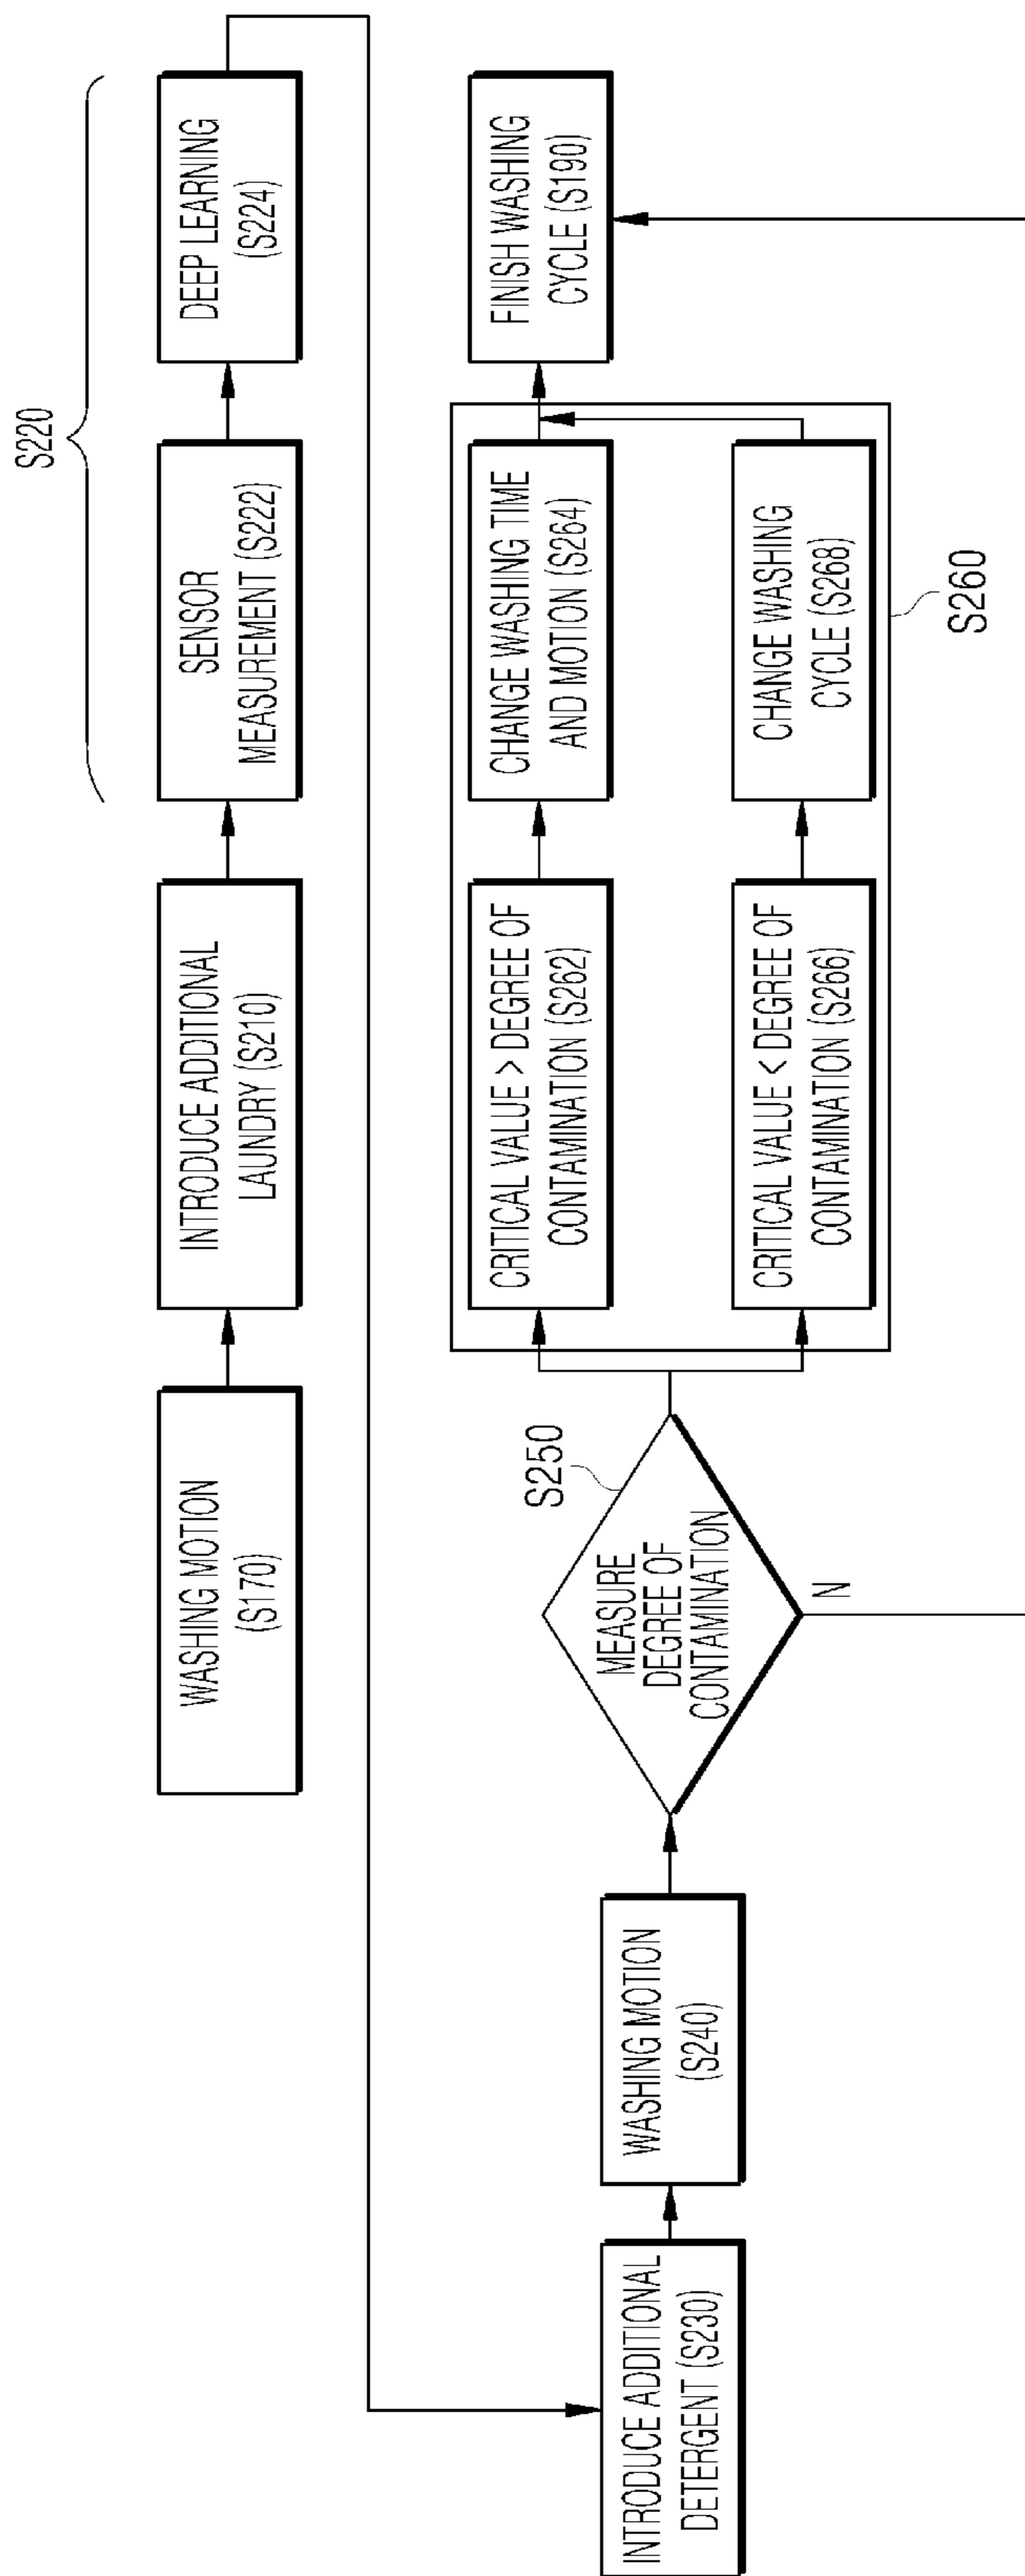 WASHING MOTION
(S170)
INTRODUCE ADDITIONAL
LAUNDRY (S210)
S220
SENSOR
MEASUREMENT (S222)
DEEP LEARNING
(S224)
INTRODUCE ADDITIONAL
DETERGENT (S230)
WASHING MOTION
(S240)
MEASURE
DEGREE OF
CONTAMINATION
S250
N
CRITICAL VALUE > DEGREE OF
CONTAMINATION (S262)
CHANGE WASHING TIME
AND MOTION (S264)
CRITICAL VALUE < DEGREE OF
CONTAMINATION (S266)
CHANGE WASHING
CYCLE (S268)
S260
FINISH WASHING
CYCLE (S190)